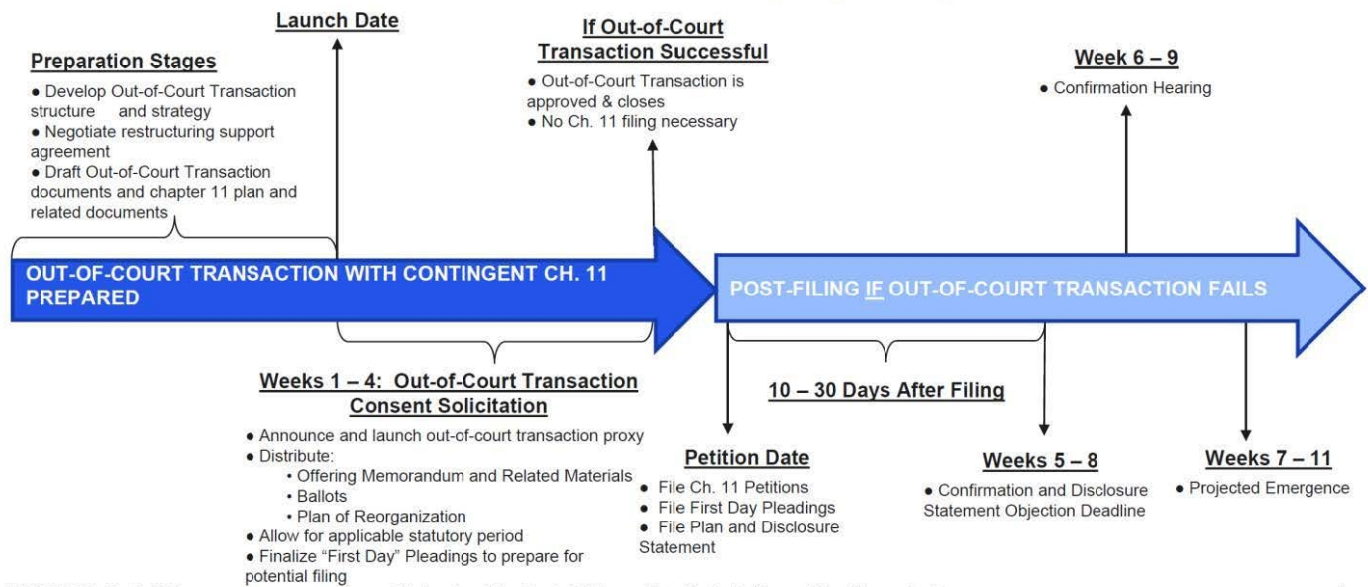 Launch Date
If Out-of-Court
Transaction Successful
● Out-of-Court Transaction is
approved & closes
● No Ch. 11 filing necessary
Preparation Stages
● Develop Out-of-Court Transaction
structure and strategy
● Negotiate restructuring support
agreement
● Draft Out-of-Court Transaction
documents and chapter 11 plan and
related documents
Week 6 – 9
● Confirmation Hearing
OUT-OF-COURT TRANSACTION WITH CONTINGENT CH. 11
PREPARED
POST-FILING IF OUT-OF-COURT TRANSACTION FAILS
Weeks 1 – 4: Out-of-Court Transaction
Consent Solicitation
● Announce and launch out-of-court transaction proxy
● Distribute:
• Offering Memorandum and Related Materials
• Ballots
• Plan of Reorganization
● Allow for applicable statutory period
● Finalize “First Day” Pleadings to prepare for
potential filing
10 – 30 Days After Filing
Petition Date
● File Ch. 11 Petitions
● File First Day Pleadings
● File Plan and Disclosure
Statement
Weeks 5 – 8
● Confirmation and Disclosure
Statement Objection Deadline
Weeks 7 – 11
● Projected Emergence